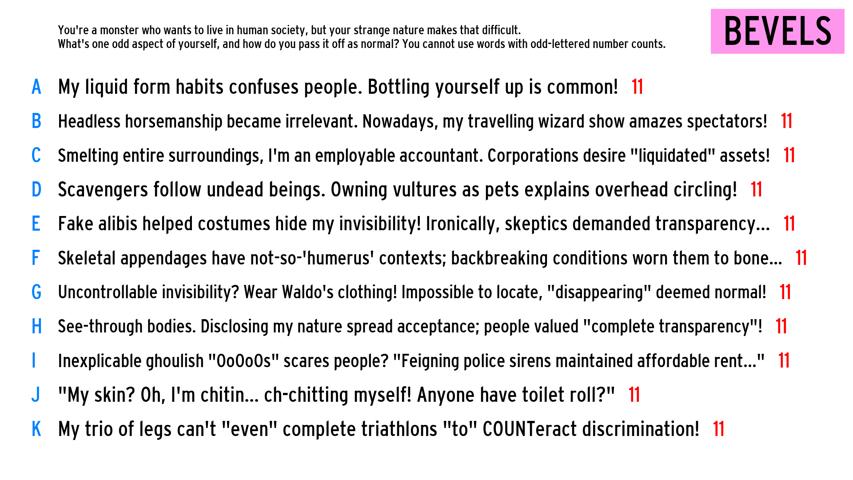 You're a monster who wants to live in human society, but your strange nature makes that difficult.
What's one odd aspect of yourself, and how do you pass it off as normal? You cannot use words with odd-lettered number counts.
BEVELS
A My liquid form habits confuses people. Bottling yourself up is common! 11
B Headless horsemanship became irrelevant. Nowadays, my travelling wizard show amazes spectators! 11
C Smelting entire surroundings, I'm an employable accountant. Corporations desire "liquidated" assets! 11
D Scavengers follow undead beings. Owning vultures as pets explains overhead circling! 11
E Fake alibis helped costumes hide my invisibility! Ironically, skeptics demanded transparency... 11
F Skeletal appendages have not-so-'humerus' contexts; backbreaking conditions worn them to bone... 11
G Uncontrollable invisibility? Wear Waldo's clothing! Impossible to locate, "disappearing" deemed normal! 11
H See-through bodies. Disclosing my nature spread acceptance; people valued "complete transparency"! 11
I Inexplicable ghoulish "OoOoOs" scares people? "Feigning police sirens maintained affordable rent..." 11
J "My skin? Oh, I'm chitin... ch-chitting myself! Anyone have toilet roll?" 11
K My trio of legs can't "even" complete triathlons "to" COUNTeract discrimination! 11